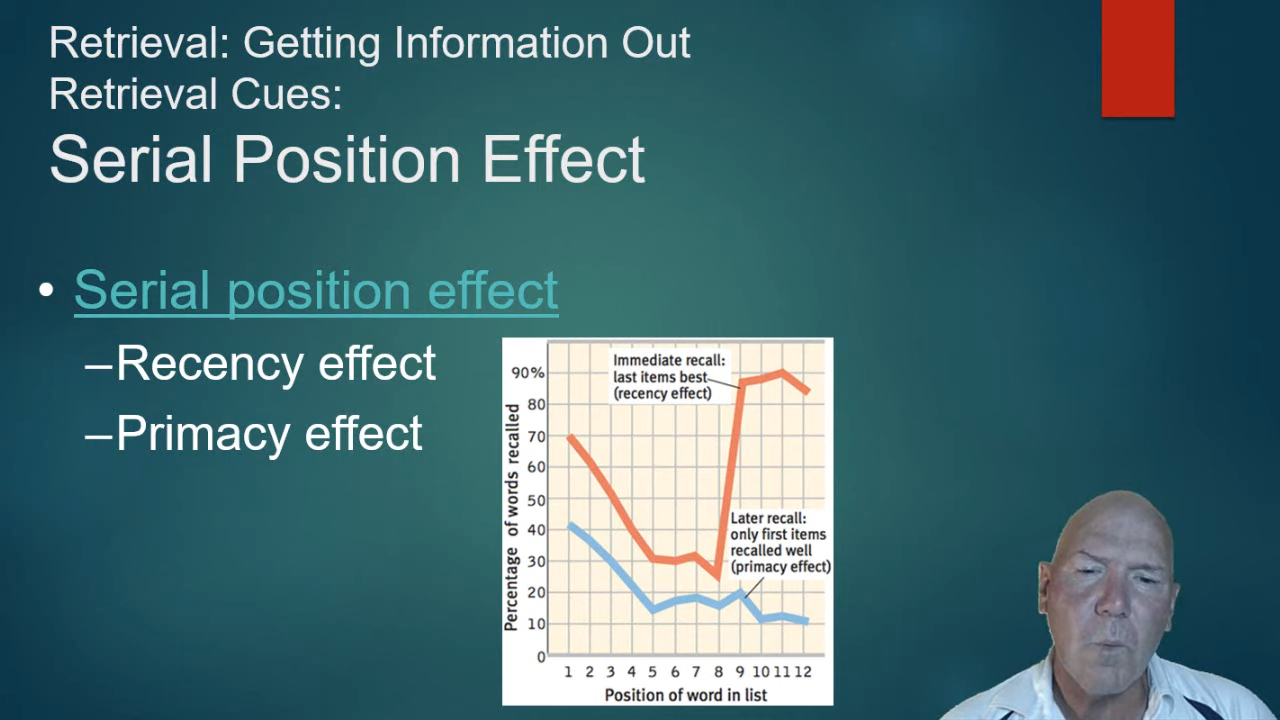 Retrieval: Getting Information Out
Retrieval Cues:
Serial Position Effect
• Serial position effect
–Recency effect
–Primacy effect
Percentage of words recalled
90%
80
70
60
50
40
30
20
10
0
Immediate recall:
last items best
(recency effect)
Later recall:
only first items
recalled well
(primacy effect)
1 2 3 4 5 6 7 8 9 10 11 12
Position of word in list